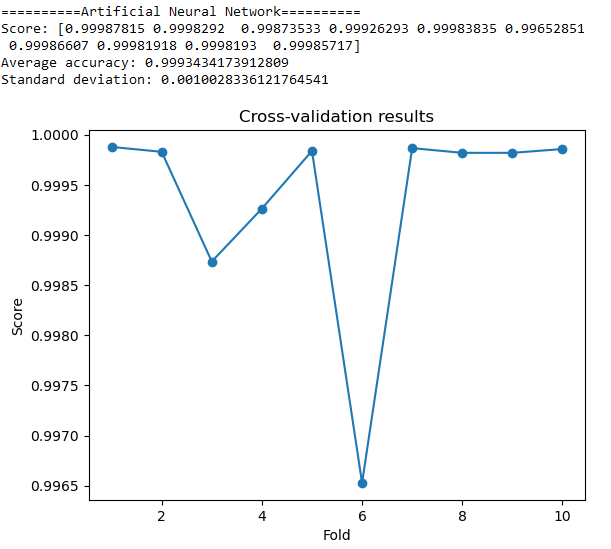 ==========Artificial Neural Network==========
Score: [0.99987815 0.9998292  0.99873533 0.99926293 0.99983835 0.99652851
 0.99986607 0.99981918 0.9998193  0.99985717]
Average accuracy: 0.9993434173912809
Standard deviation: 0.0010028336121764541
Cross-validation results
1.0000
0.9995
0.9990
0.9985
0.9980
0.9975
0.9970
0.9965
Score
2 4 6 8 10
Fold